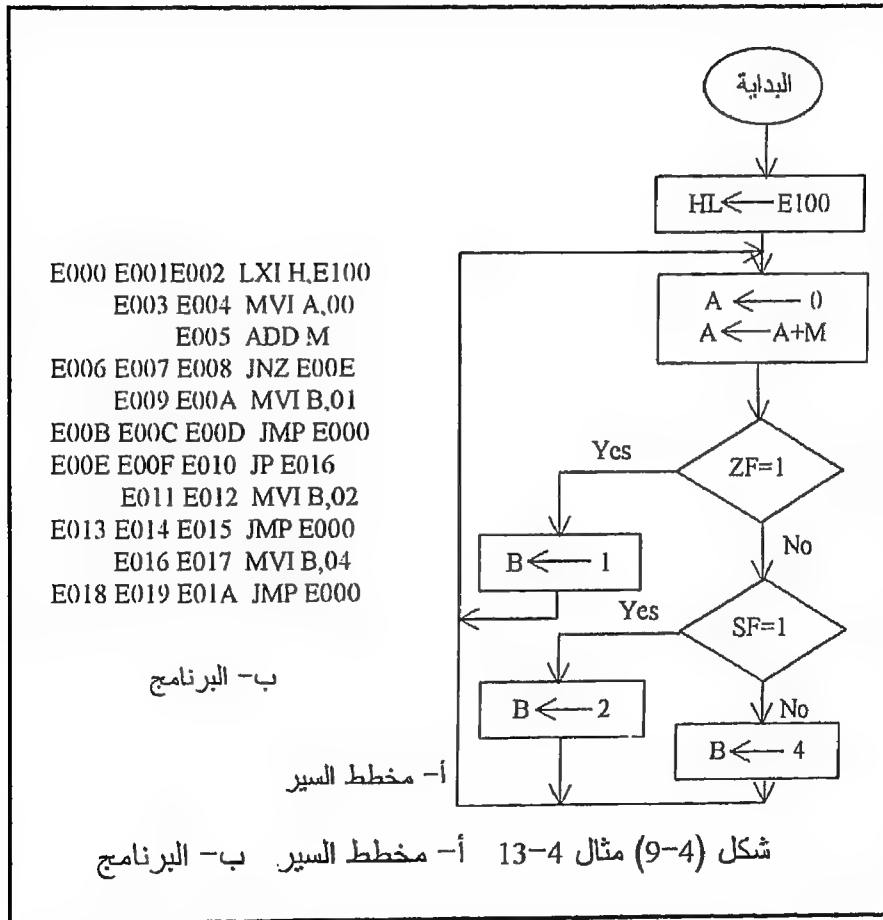 البداية
HL ← E100
A ← 0
A ← A+M
ZF=1
Yes
No
B ← 1
SF=1
Yes
No
B ← 2
B ← 4
أ- مخطط السير
E000 E001E002 LXI H,E100
E003 E004 MVI A,00
E005 ADD M
E006 E007 E008 JNZ E00E
E009 E00A MVI B,01
E00B E00C E00D JMP E000
E00E E00F E010 JP E016
E011 E012 MVI B,02
E013 E014 E015 JMP E000
E016 E017 MVI B,04
E018 E019 E01A JMP E000
ب- البرنامج
شكل (4-9) مثال 4-13 أ- مخطط السير ب- البرنامج